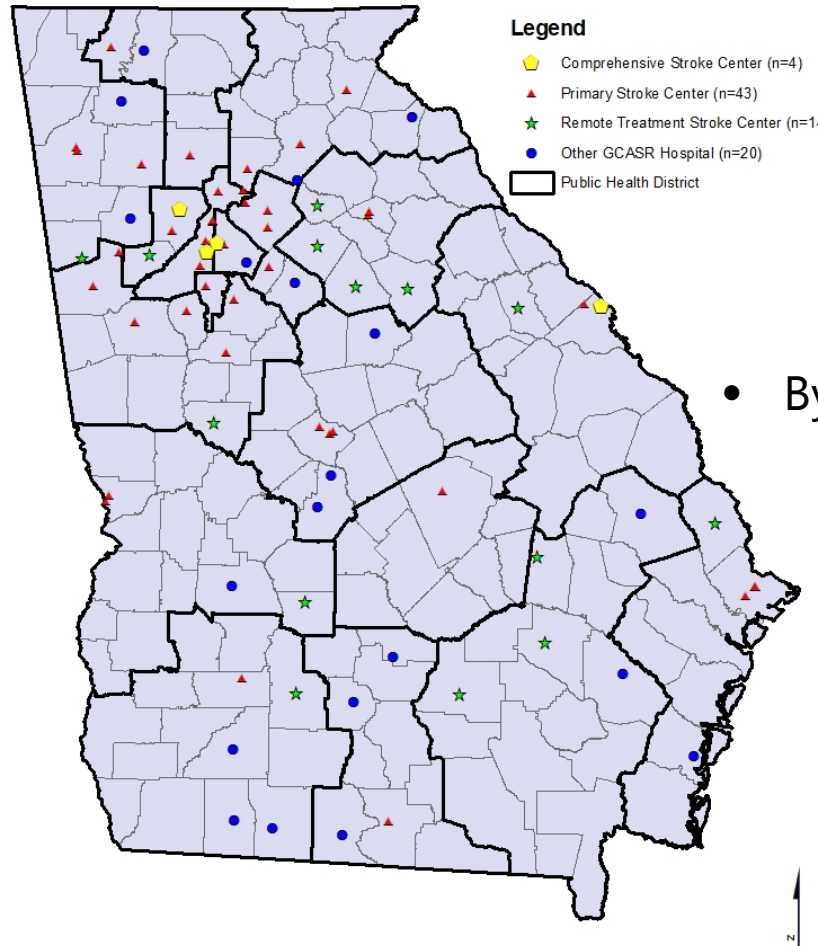 Legend
Comprehensive Stroke Center (n=4)
Primary Stroke Center (n=43)
Remote Treatment Stroke Center (n=1
Other GCASR Hospital (n=20)
Public Health District
• By
z